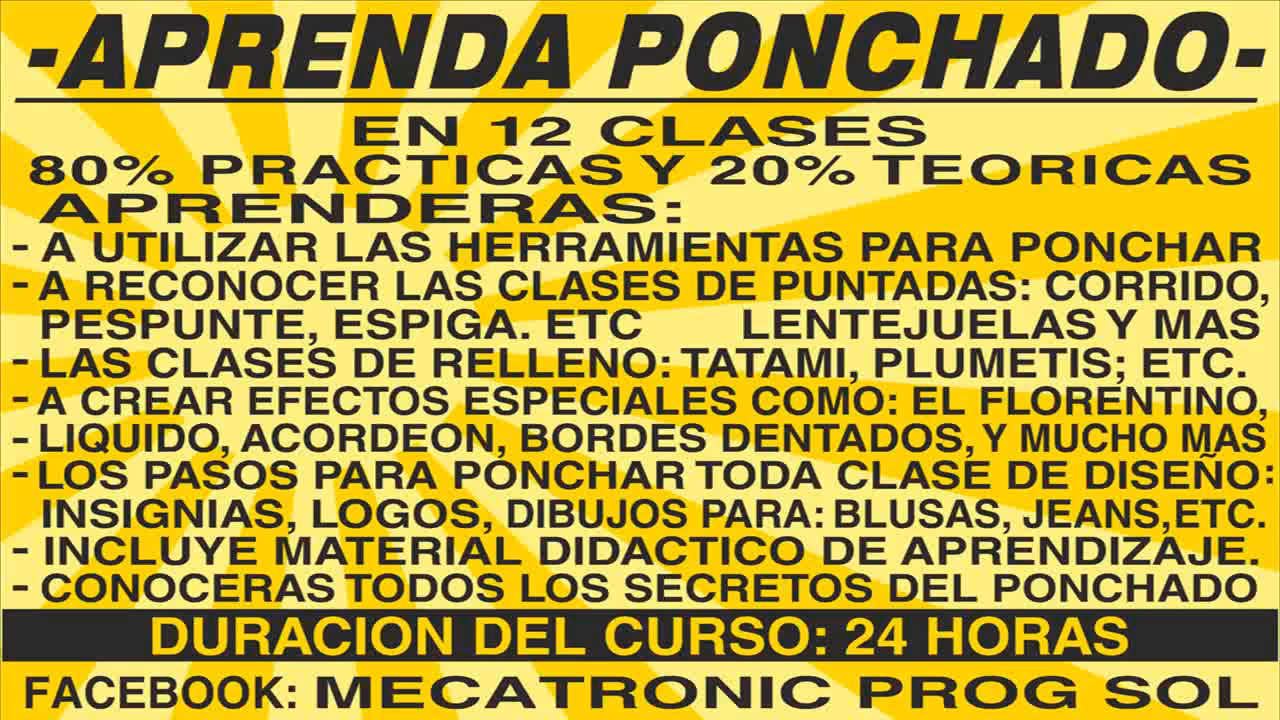 -APRENDA PONCHADO-
EN 12 CLASES
80% PRACTICAS Y 20% TEORICAS
APRENDERAS:
- A UTILIZAR LAS HERRAMIENTAS PARA PONCHAR
- A RECONOCER LAS CLASES DE PUNTADAS: CORRIDO,
PESPUNTE, ESPIGA. ETC LENTEJUELAS Y MAS
- LAS CLASES DE RELLENO: TATAMI, PLUMETIS; ETC.
- A CREAR EFECTOS ESPECIALES COMO: EL FLORENTINO,
- LIQUIDO, ACORDEON, BORDES DENTADOS, Y MUCHO MAS
- LOS PASOS PARA PONCHAR TODA CLASE DE DISEÑO:
INSIGNIAS, LOGOS, DIBUJOS PARA: BLUSAS, JEANS,ETC.
- INCLUYE MATERIAL DIDACTICO DE APRENDIZAJE.
- CONOCERAS TODOS LOS SECRETOS DEL PONCHADO
DURACION DEL CURSO: 24 HORAS
FACEBOOK: MECATRONIC PROG SOL